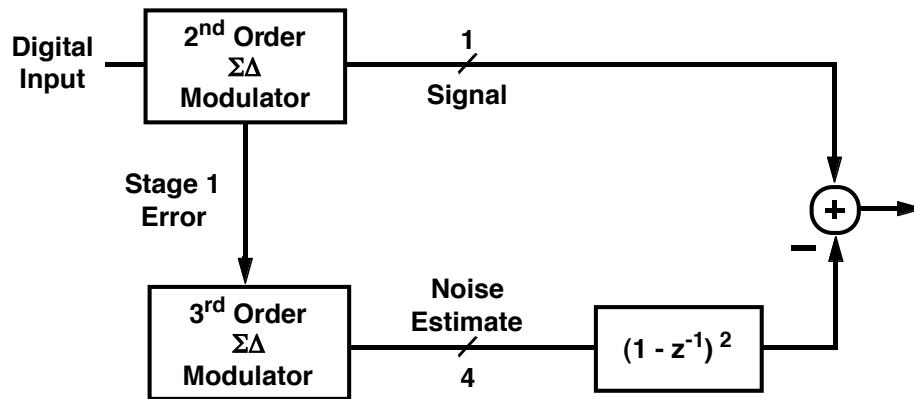 Digital
Input
2nd Order
ΣΔ
Modulator
1
Signal
Stage 1
Error
+
−
3rd Order
ΣΔ
Modulator
Noise
Estimate
4
(1 - z-1) 2